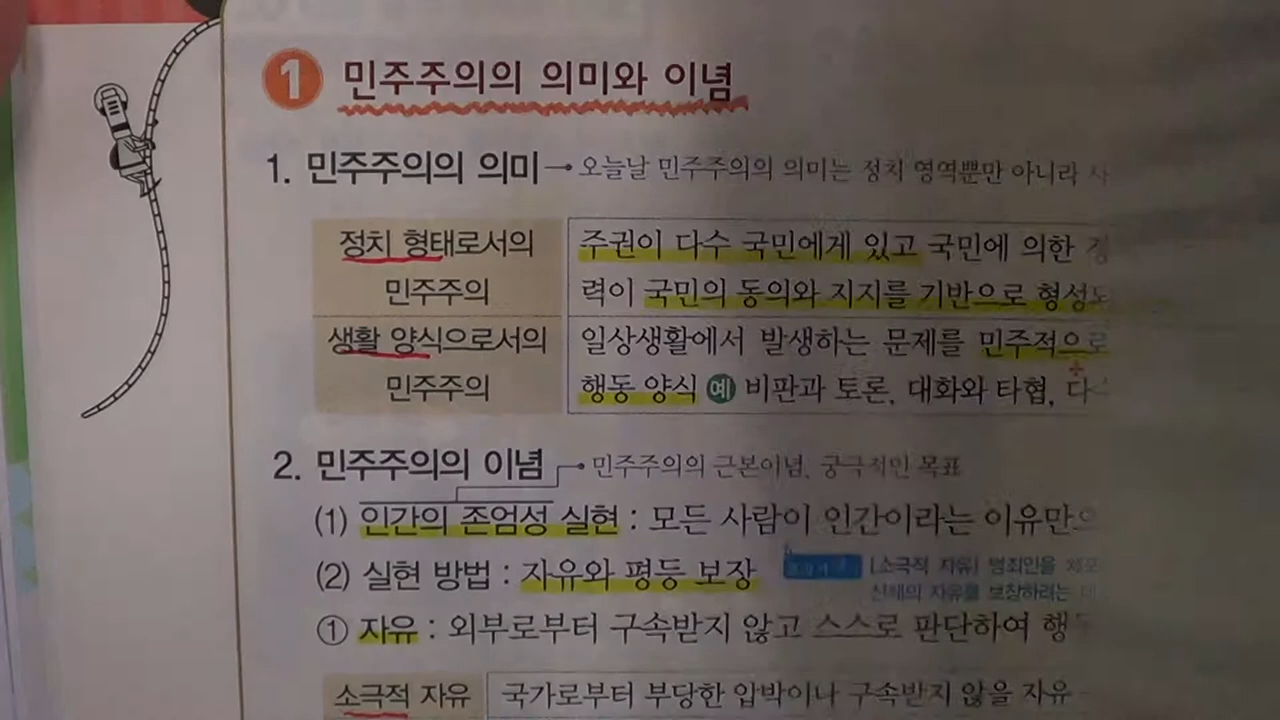 1 민주주의의 의미와 이념
1. 민주주의의 의미 → 오늘날 민주주의의 의미는 정치 영역뿐만 아니라
정치 형태로서의 주권이 다수 국민에게 있고 국민에 의한
민주주의 력이 국민의 동의와 지지를 기반으로 형성
생활 양식으로서의 일상생활에서 발생하는 문제를 민주적으로
민주주의 행동 양식 예 비판과 토론, 대화와 타협,
2. 민주주의의 이념 → 민주주의의 근본이념, 궁극적인 목표
(1) 인간의 존엄성 실현 : 모든 사람이 인간이라는 이유만으
(2) 실현 방법 : 자유와 평등 보장
[소극적 자유] 범죄인을
신체의 자유를 보장하려는
① 자유 : 외부로부터 구속받지 않고 스스로 판단하여 행
소극적 자유 국가로부터 부당한 압박이나 구속받지 않을 자유